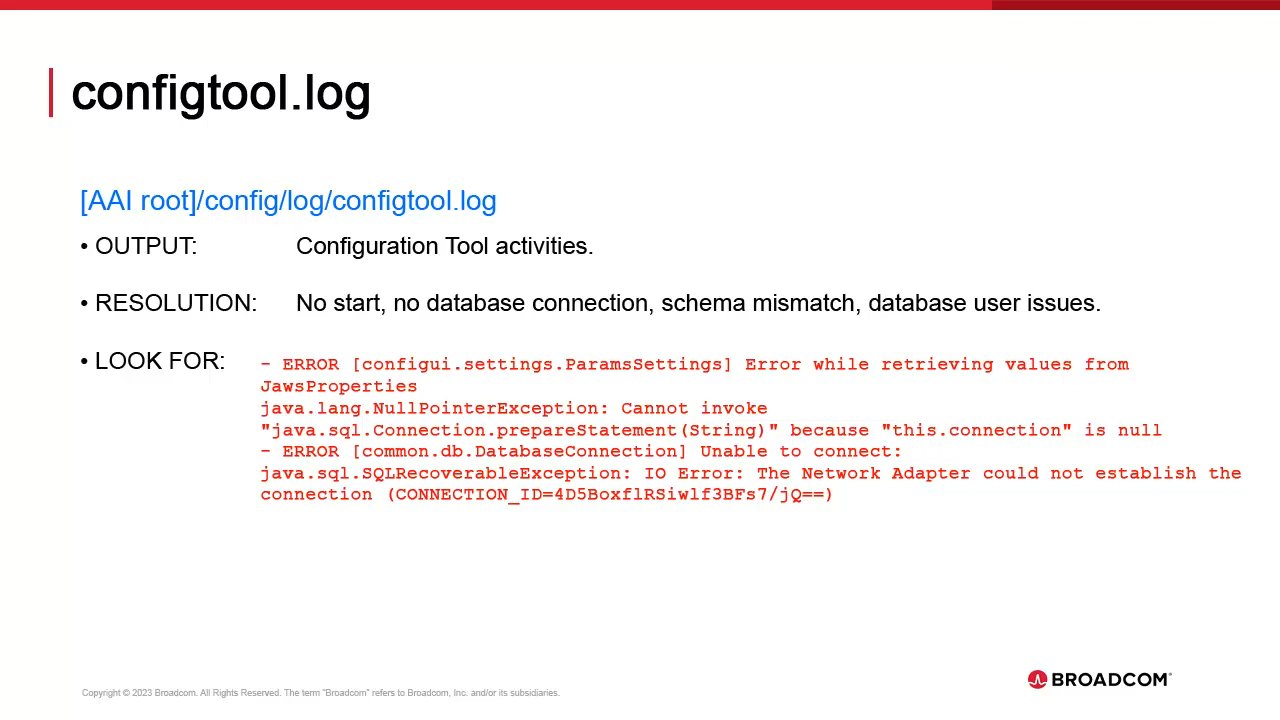 configtool.log
[AAI root]/config/log/configtool.log
• OUTPUT: Configuration Tool activities.
• RESOLUTION: No start, no database connection, schema mismatch, database user issues.
• LOOK FOR: - ERROR [configui.settings.ParamsSettings] Error while retrieving values from
JawsProperties
java.lang.NullPointerException: Cannot invoke
"java.sql.Connection.prepareStatement(String)" because "this.connection" is null
- ERROR [common.db.DatabaseConnection] Unable to connect:
java.sql.SQLRecoverableException: IO Error: The Network Adapter could not establish the
connection (CONNECTION_ID=4D5BoxflRSiwlf3BFs7/jQ==)
Copyright © 2023 Broadcom. All Rights Reserved. The term “Broadcom” refers to Broadcom, Inc. and/or its subsidiaries.
BROADCOM